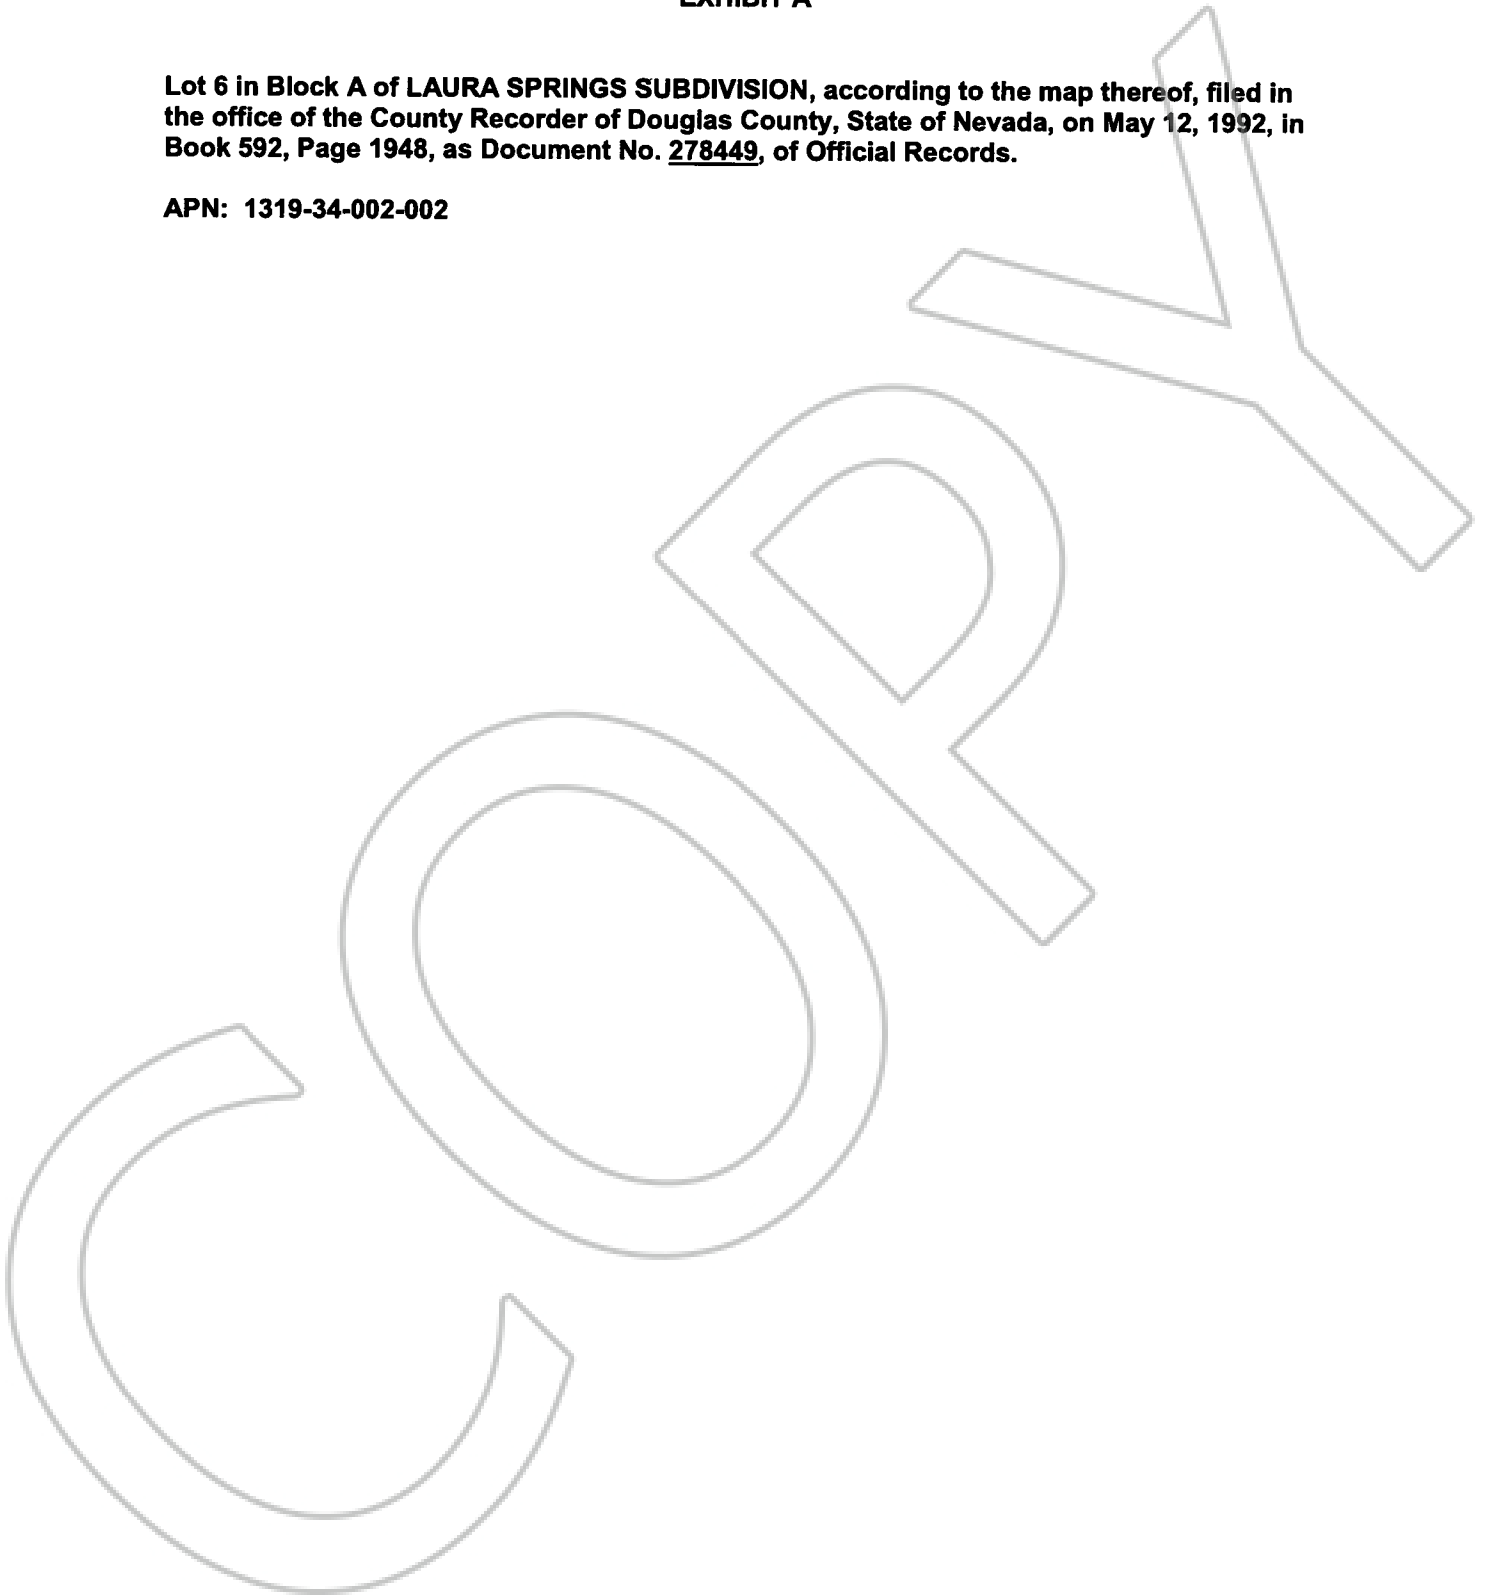 EXHIBIT A
Lot 6 in Block A of LAURA SPRINGS SUBDIVISION, according to the map thereof, filed in
the office of the County Recorder of Douglas County, State of Nevada, on May 12, 1992, in
Book 592, Page 1948, as Document No. 278449, of Official Records.
APN: 1319-34-002-002
COPY